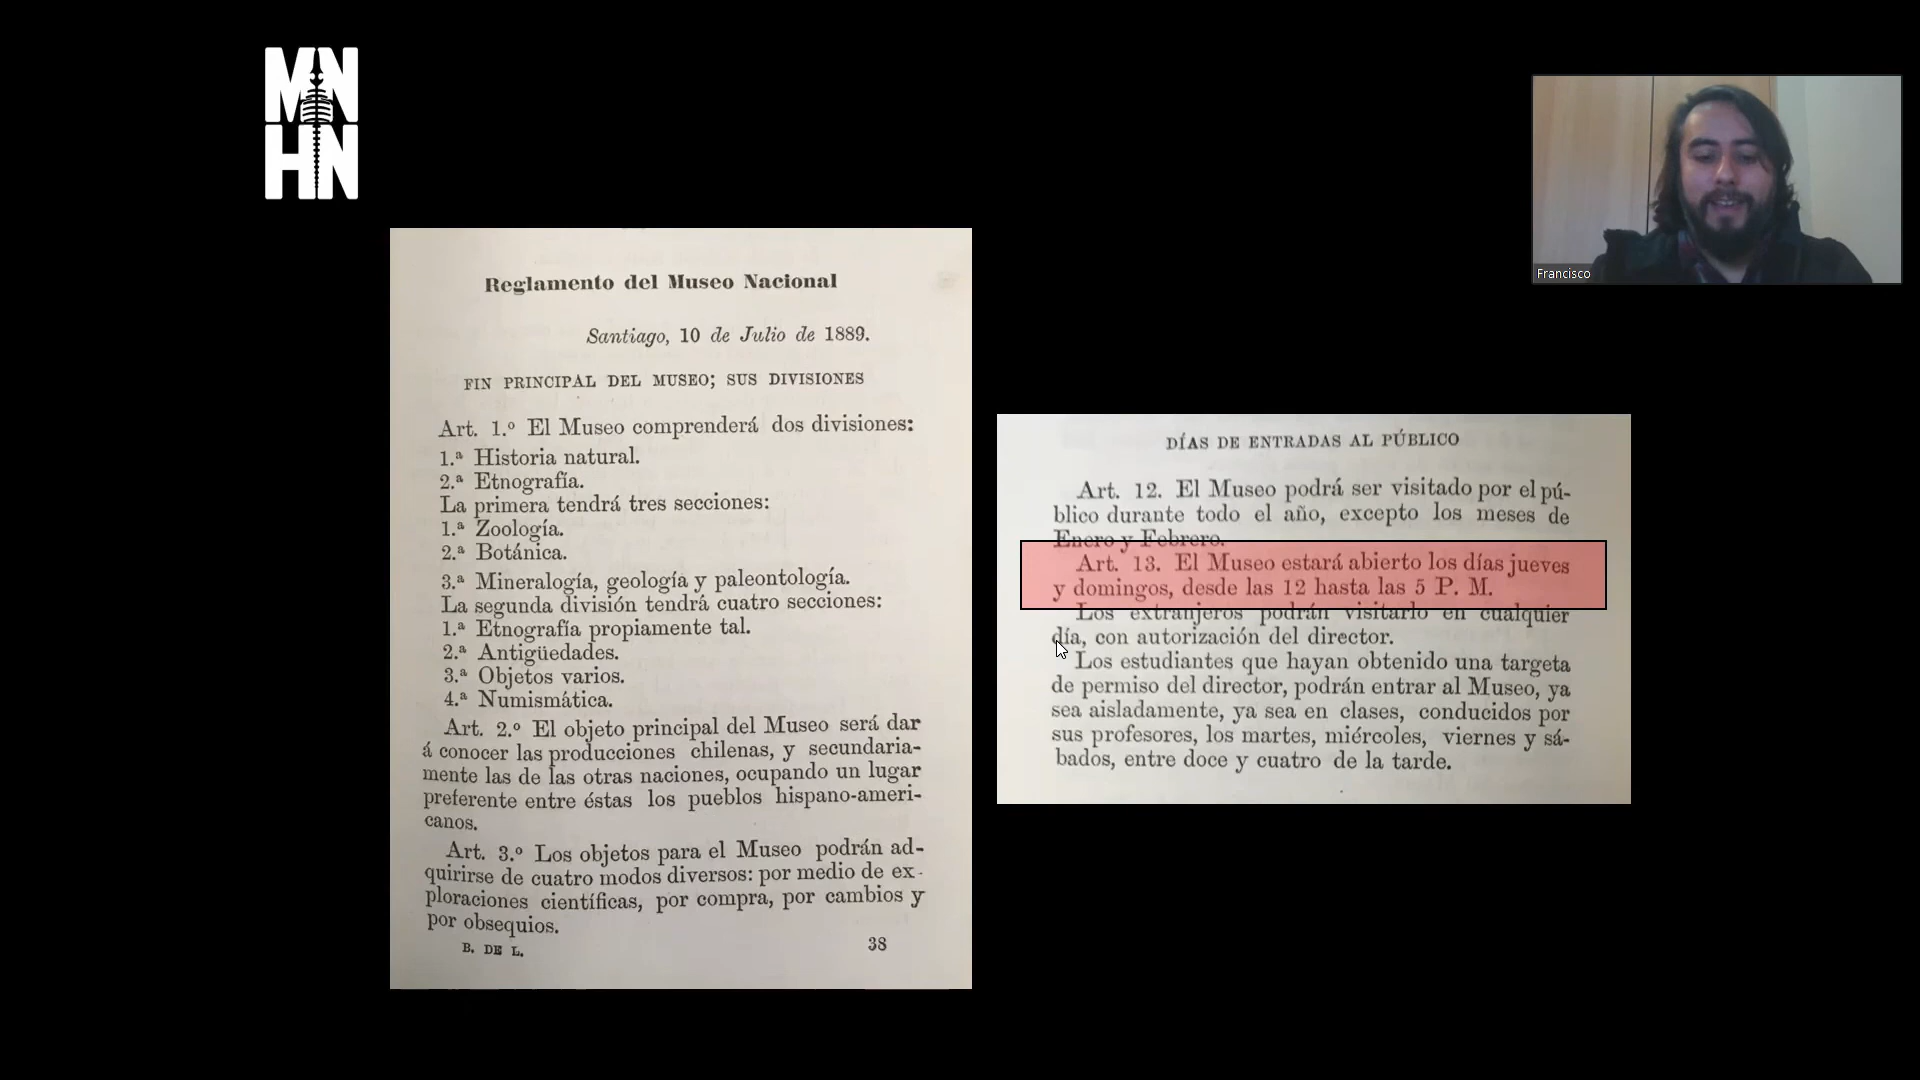 MN
HN
Francisco
Reglamento del Museo Nacional
Santiago, 10 de Julio de 1889.
FIN PRINCIPAL DEL MUSEO; SUS DIVISIONES
Art. 1.º El Museo comprenderá dos divisiones:
1.ª Historia natural.
2.ª Etnografía.
La primera tendrá tres secciones:
1.ª Zoología.
2.ª Botánica.
3.ª Mineralogía, geología y paleontología.
La segunda división tendrá cuatro secciones:
1.ª Etnografía propiamente tal.
2.ª Antigüedades.
3.ª Objetos varios.
4.ª Numismática.
Art. 2.º El objeto principal del Museo será dar
á conocer las producciones chilenas, y secundaria-
mente las de las otras naciones, ocupando un lugar
preferente entre éstas los pueblos hispano-ameri-
canos.
Art. 3.º Los objetos para el Museo podrán ad-
quirirse de cuatro modos diversos: por medio de ex-
ploraciones científicas, por compra, por cambios y
por obsequios.
B. DE L. 38
DÍAS DE ENTRADAS AL PÚBLICO
Art. 12. El Museo podrá ser visitado por el pú-
blico durante todo el año, excepto los meses de
Enero y Febrero.
Art. 13. El Museo estará abierto los días jueves
y domingos, desde las 12 hasta las 5 P. M.
Los extranjeros podrán visitarlo en cualquier
día, con autorización del director.
Los estudiantes que hayan obtenido una targeta
de permiso del director, podrán entrar al Museo, ya
sea aisladamente, ya sea en clases, conducidos por
sus profesores, los martes, miércoles, viernes y sá-
bados, entre doce y cuatro de la tarde.